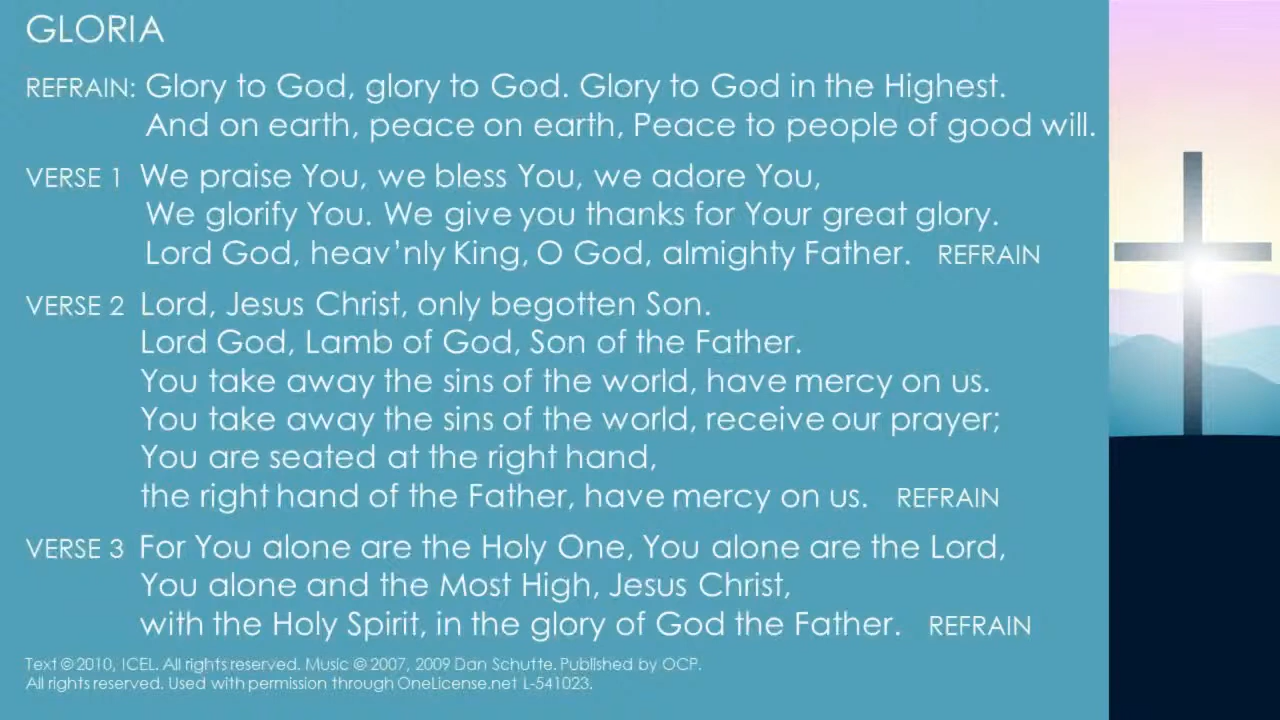 GLORIA
REFRAIN: Glory to God, glory to God. Glory to God in the Highest.
And on earth, peace on earth, Peace to people of good will.
VERSE 1 We praise You, we bless You, we adore You,
We glorify You. We give you thanks for Your great glory.
Lord God, heav’nly King, O God, almighty Father. REFRAIN
VERSE 2 Lord, Jesus Christ, only begotten Son.
Lord God, Lamb of God, Son of the Father.
You take away the sins of the world, have mercy on us.
You take away the sins of the world, receive our prayer;
You are seated at the right hand,
the right hand of the Father, have mercy on us. REFRAIN
VERSE 3 For You alone are the Holy One, You alone are the Lord,
You alone and the Most High, Jesus Christ,
with the Holy Spirit, in the glory of God the Father. REFRAIN
Text © 2010, ICEL. All rights reserved. Music © 2007, 2009 Dan Schutte. Published by OCP.
All rights reserved. Used with permission through OneLicense.net L-541023.